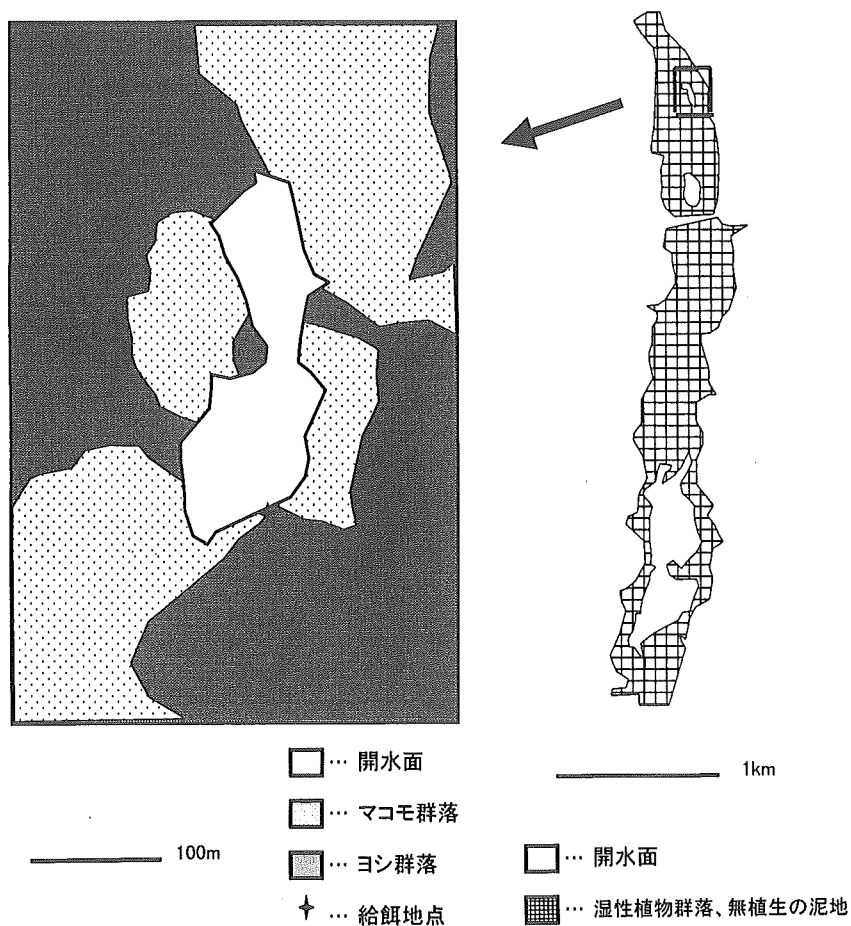 … 開水面
… マコモ群落
… ヨシ群落
… 給餌地点
100m
1km
… 開水面
… 湿性植物群落、無植生の泥地